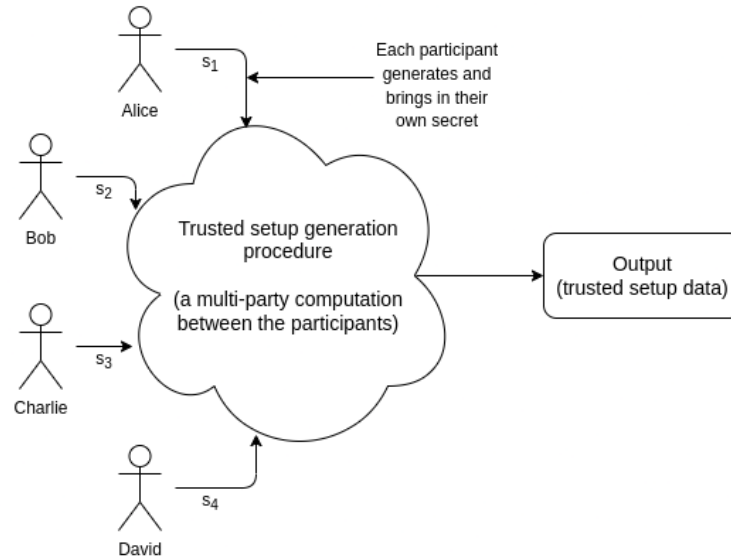 s₁
Alice
Each participant
generates and
brings in their
own secret
s₂
Bob
Trusted setup generation
procedure
(a multi-party computation
between the participants)
Output
(trusted setup data)
s₃
Charlie
s₄
David